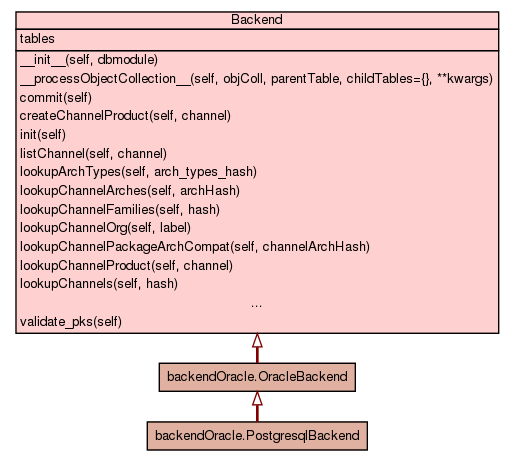 Backend
tables
__init__(self, dbmodule)
__processObjectCollection__(self, objColl, parentTable, childTables={}, **kwargs)
commit(self)
createChannelProduct(self, channel)
init(self)
listChannel(self, channel)
lookupArchTypes(self, arch_types_hash)
lookupChannelArches(self, archHash)
lookupChannelFamilies(self, hash)
lookupChannelOrg(self, label)
lookupChannelPackageArchCompat(self, channelArchHash)
lookupChannelProduct(self, channel)
lookupChannels(self, hash)
...
validate_pks(self)
backendOracle.OracleBackend
backendOracle.PostgresqlBackend